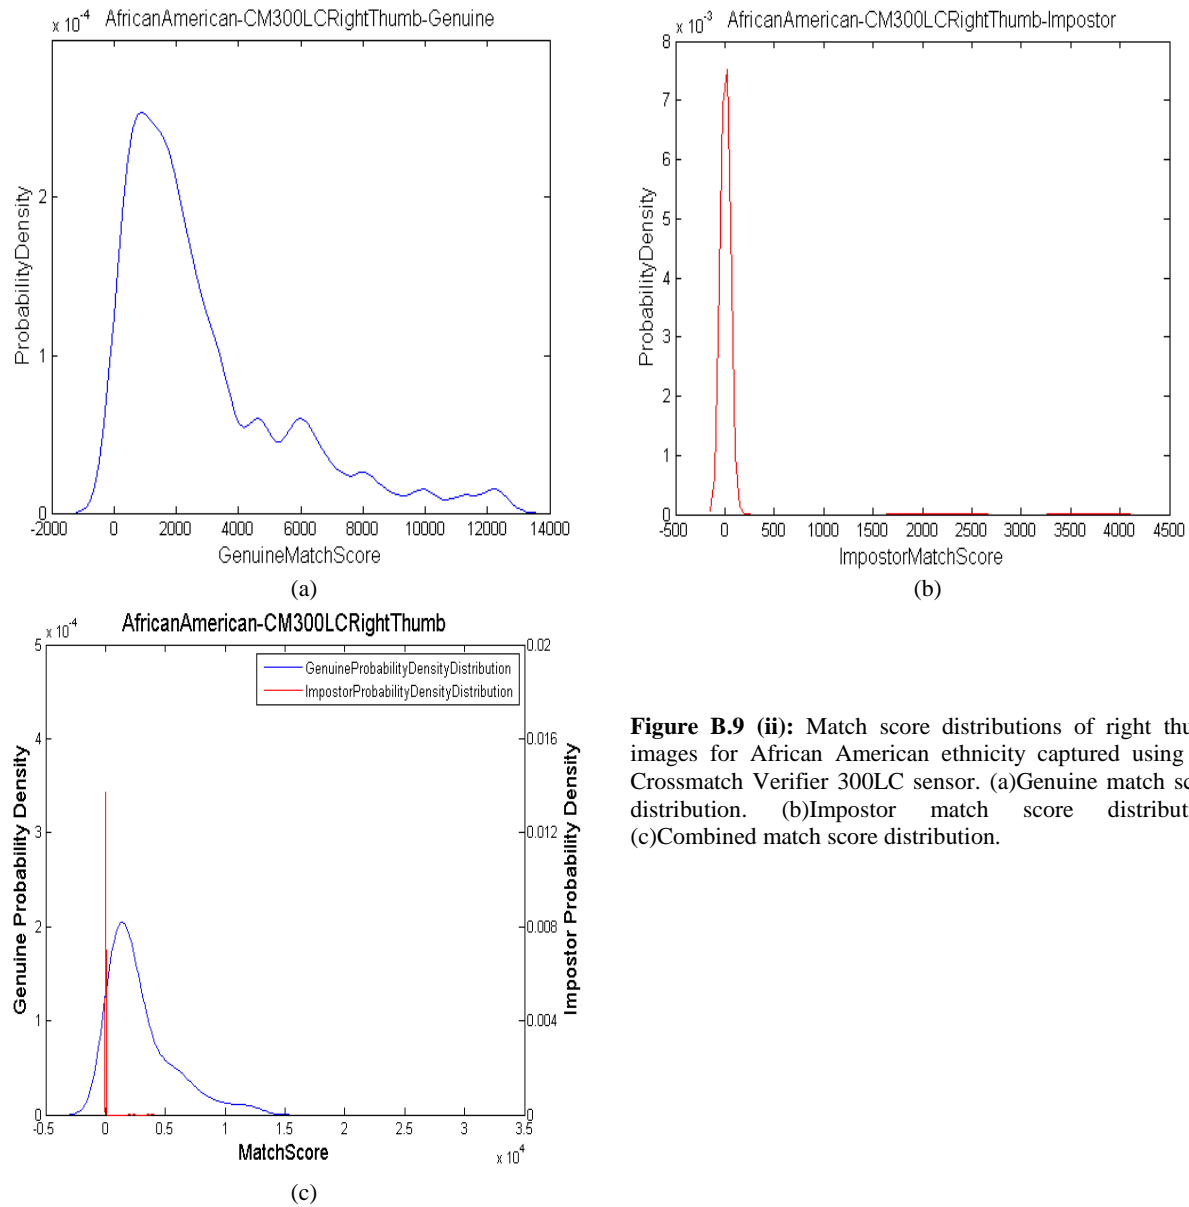 AfricanAmerican-CM300LCRightThumb-Genuine
x 10-4
2
1
0
-2000 0 2000 4000 6000 8000 10000 12000 14000
ProbabilityDensity
GenuineMatchScore
(a)
AfricanAmerican-CM300LCRightThumb-Impostor
x 10-3
8
7
6
5
4
3
2
1
0
-500 0 500 1000 1500 2000 2500 3000 3500 4000 4500
ProbabilityDensity
ImpostorMatchScore
(b)
AfricanAmerican-CM300LCRightThumb
x 10-4
5
4
3
2
1
0
0.02
0.016
0.012
0.008
0.004
0
GenuineProbabilityDensityDistribution
ImpostorProbabilityDensityDistribution
Genuine Probability Density
Impostor Probability Density
-0.5 0 0.5 1 1.5 2 2.5 3 3.5
MatchScore
x 104
(c)
Figure B.9 (ii): Match score distributions of right
images for African American ethnicity captured using
Crossmatch Verifier 300LC sensor. (a)Genuine match
distribution. (b)Impostor match score
(c)Combined match score distribution.